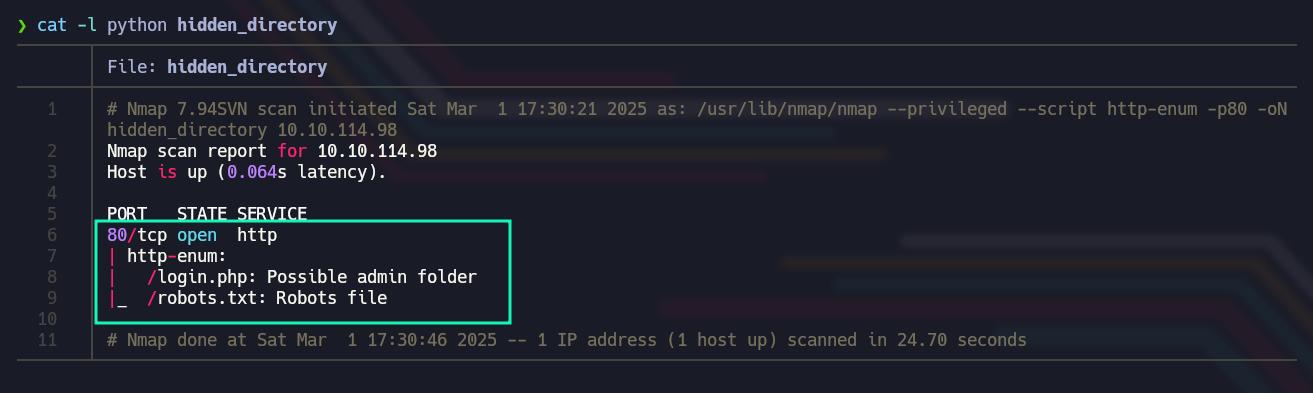 ❯ cat -l python hidden_directory
File: hidden_directory
1 # Nmap 7.94SVN scan initiated Sat Mar  1 17:30:21 2025 as: /usr/lib/nmap/nmap --privileged --script http-enum -p80 -oN
hidden_directory 10.10.114.98
2 Nmap scan report for 10.10.114.98
3 Host is up (0.064s latency).
4
5 PORT   STATE SERVICE
6 80/tcp open  http
7 | http-enum:
8 |   /login.php: Possible admin folder
9 |_  /robots.txt: Robots file
10
11 # Nmap done at Sat Mar  1 17:30:46 2025 -- 1 IP address (1 host up) scanned in 24.70 seconds